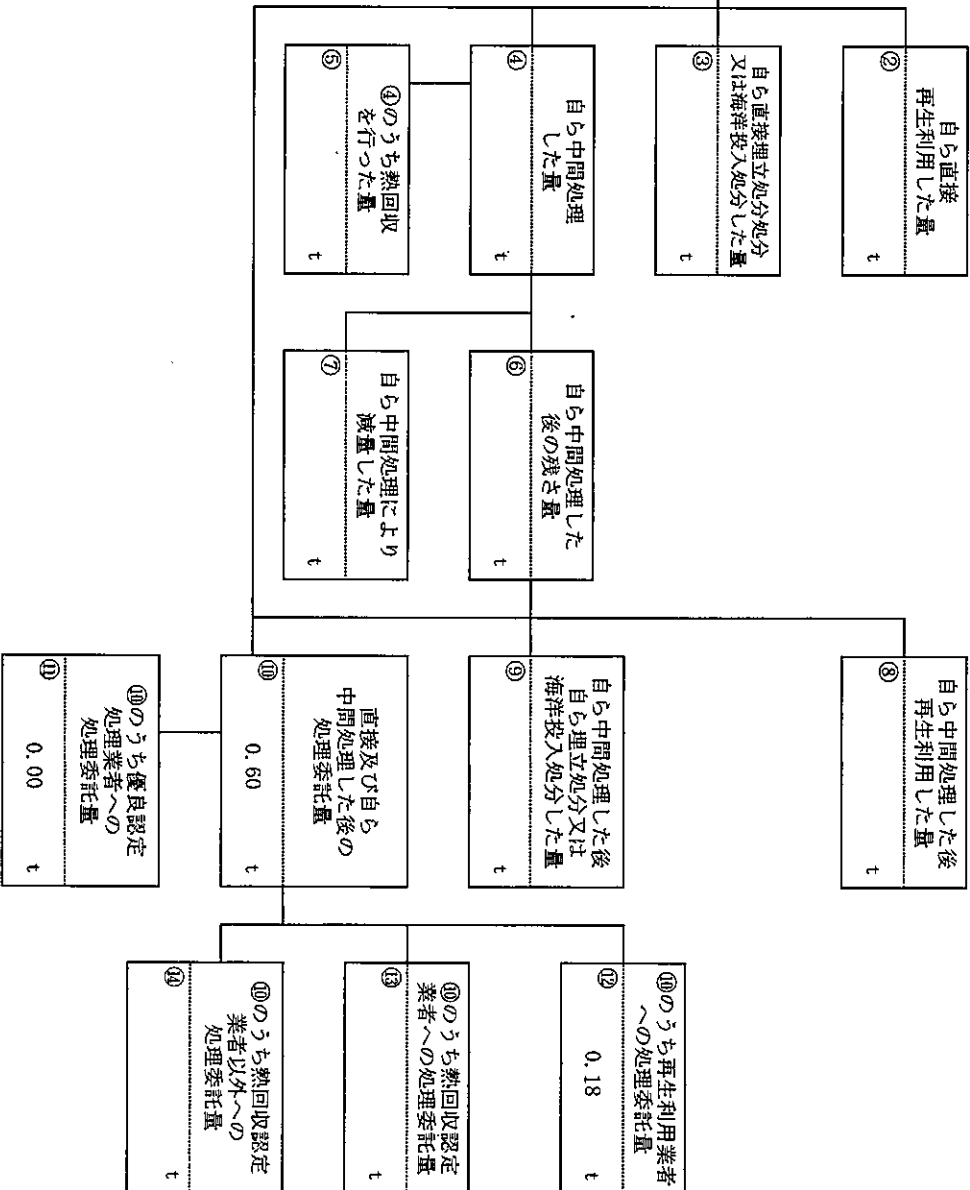 自ら直接
再生利用した量
②
t
自ら直接埋立処分処分
又は海洋投入処分した量
③
t
自ら中間処理
した量
④
t
④のうち熱回収
を行った量
⑤
t
自ら中間処理した
後の残さ量
⑥
t
自ら中間処理により
減量した量
⑦
t
自ら中間処理した後
再生利用した量
⑧
t
自ら中間処理した後
自ら埋立処分又は
海洋投入処分した量
⑨
t
直接及び自ら
中間処理した後の
処理委託量
⑩
0.60 t
⑩のうち優良認定
処理業者への
処理委託量
⑪
0.00 t
⑩のうち再生利用業者
への処理委託量
⑫
0.18 t
⑩のうち熱回収認定
業者への処理委託量
⑬
t
⑩のうち熱回収認定
業者以外への
処理委託量
⑭
t